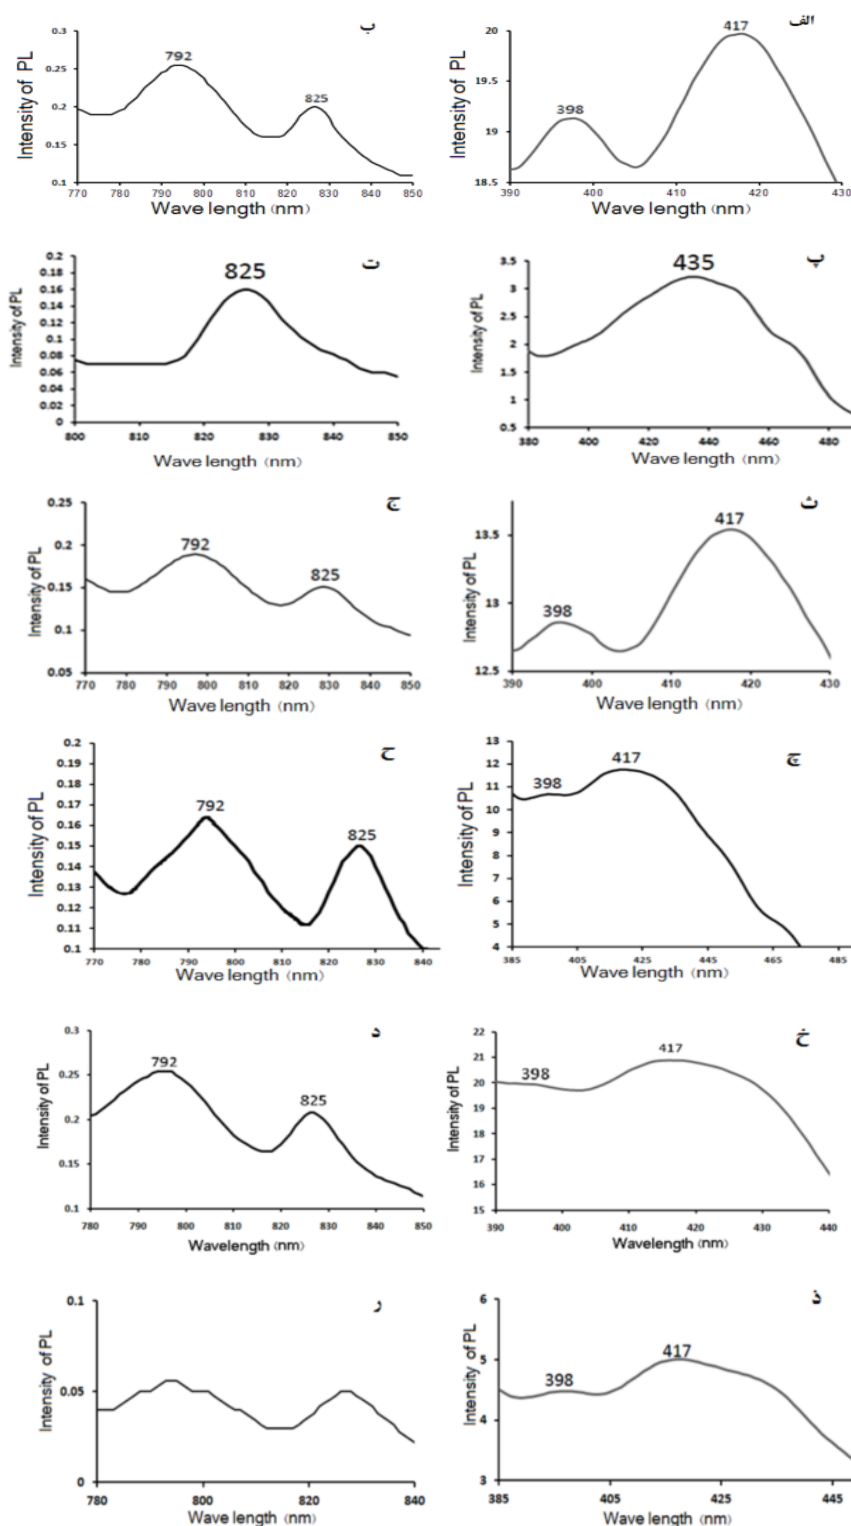 الف
417
398
20
19.5
19
18.5
Intensity of PL
390 400 410 420 430
Wave length (nm)
ب
792
825
0.3
0.25
0.2
0.15
0.1
Intensity of PL
770 780 790 800 810 820 830 840 850
Wave length (nm)
پ
435
3.5
3
2.5
2
1.5
1
0.5
Intensity of PL
380 400 420 440 460 480
Wave length (nm)
ت
825
0.2
0.18
0.16
0.14
0.12
0.1
0.08
0.06
0.04
0.02
0
Intensity of PL
800 810 820 830 840 850
Wave length (nm)
ث
417
398
13.5
13
12.5
Intensity of PL
390 400 410 420 430
Wave length (nm)
ج
792
825
0.25
0.2
0.15
0.1
0.05
Intensity of PL
770 780 790 800 810 820 830 840 850
Wave length (nm)
چ
417
398
13
12
11
10
9
8
7
6
5
4
Intensity of PL
385 405 425 445 465 485
Wave length (nm)
ح
792
825
0.2
0.19
0.18
0.17
0.16
0.15
0.14
0.13
0.12
0.11
0.1
Intensity of PL
770 780 790 800 810 820 830 840
Wave length (nm)
خ
417
398
22
21
20
19
18
17
16
15
Intensity of PL
390 400 410 420 430 440
Wavelength (nm)
د
792
825
0.3
0.25
0.2
0.15
0.1
Intensity of PL
780 790 800 810 820 830 840 850
Wavelength (nm)
ذ
417
398
6
5
4
3
Intensity of PL
385 405 425 445
Wave length (nm)
ر
0.1
0.05
0
Intensity of PL
780 800 820 840
Wave length (nm)